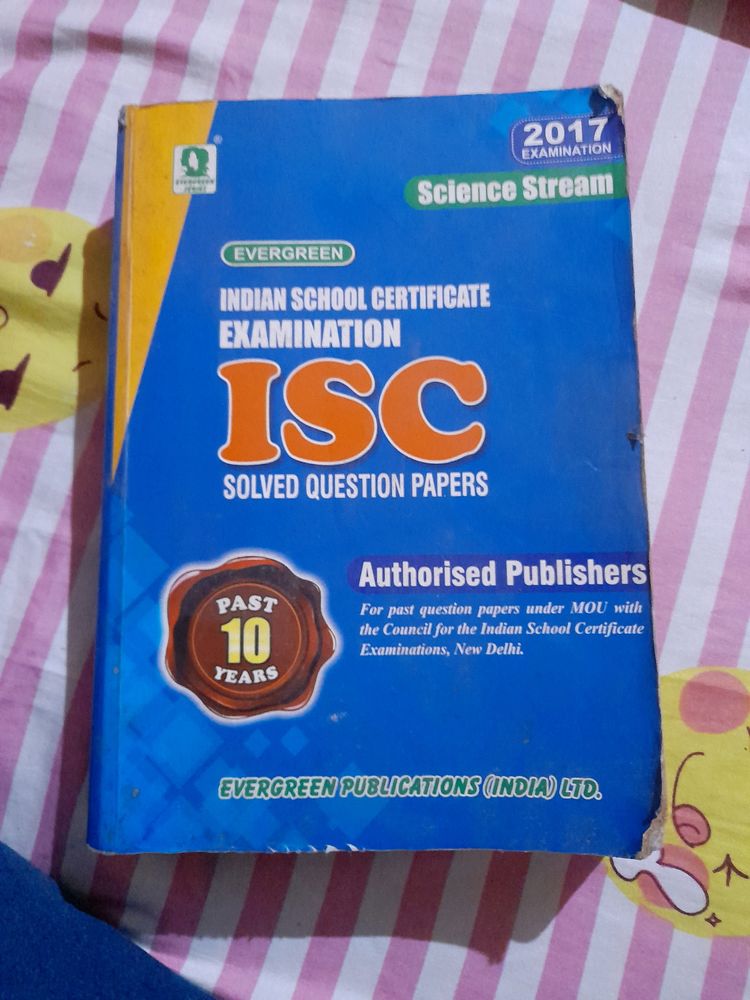 2017
EXAMINATION
Science Stream
®
EVERGREEN
SERIES
EVERGREEN
INDIAN SCHOOL CERTIFICATE
EXAMINATION
ISC
SOLVED QUESTION PAPERS
PAST
10
YEARS
Authorised Publishers
For past question papers under MOU with
the Council for the Indian School Certificate
Examinations, New Delhi.
EVERGREEN PUBLICATIONS (INDIA) LTD.